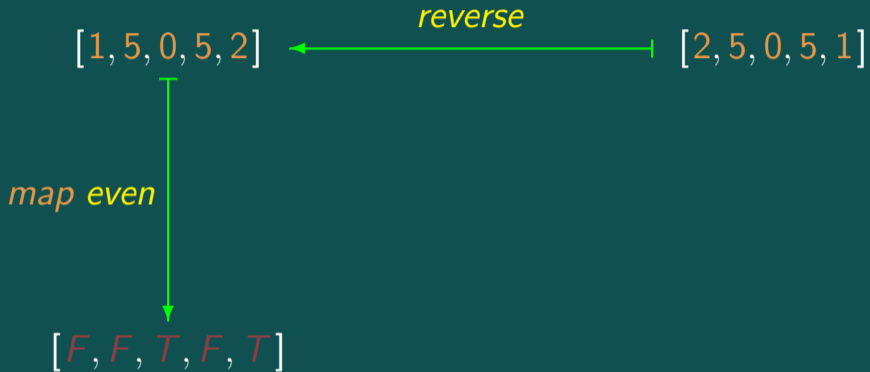 reverse
[1, 5, 0, 5, 2]
[2, 5, 0, 5, 1]
map even
[F, F, T, F, T]